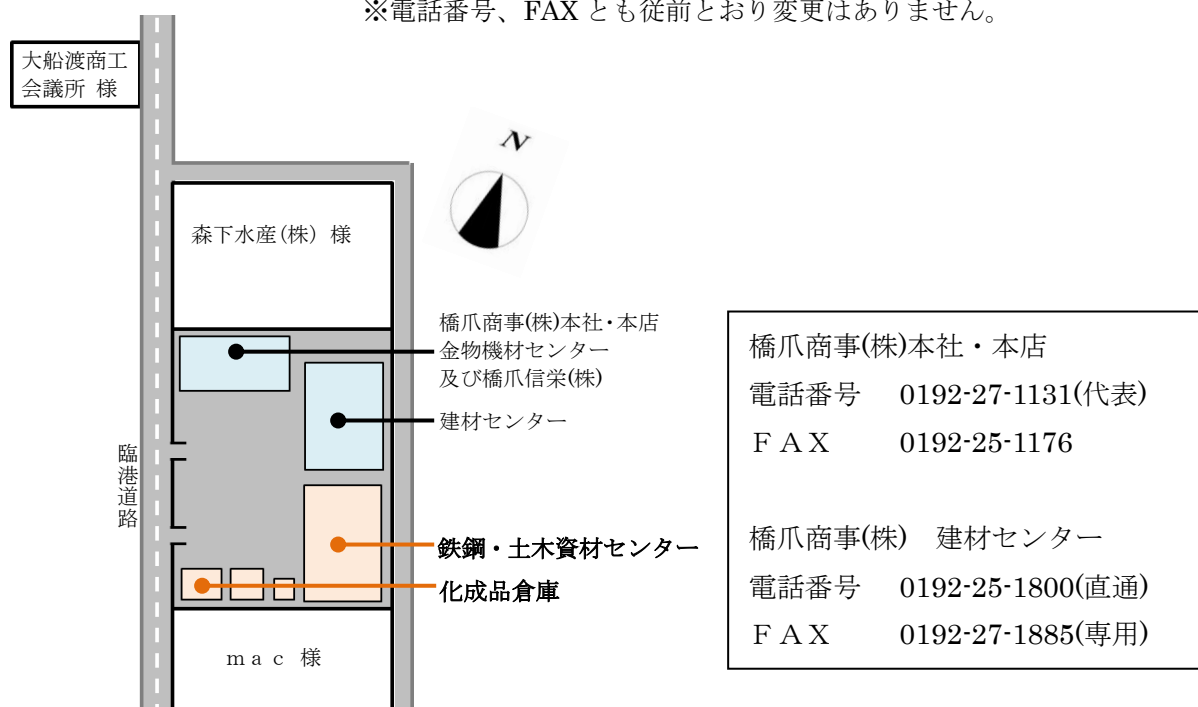 ※電話番号、FAX とも従前とおり変更はありません。
大船渡商工
会議所 様
N
森下水産(株) 様
橋爪商事(株)本社・本店
金物機材センター
及び橋爪信栄(株)
建材センター
臨港道路
鉄鋼・土木資材センター
化成品倉庫
ｍａｃ 様
橋爪商事(株)本社・本店
電話番号 0192-27-1131(代表)
ＦＡＸ 0192-25-1176
橋爪商事(株) 建材センター
電話番号 0192-25-1800(直通)
ＦＡＸ 0192-27-1885(専用)